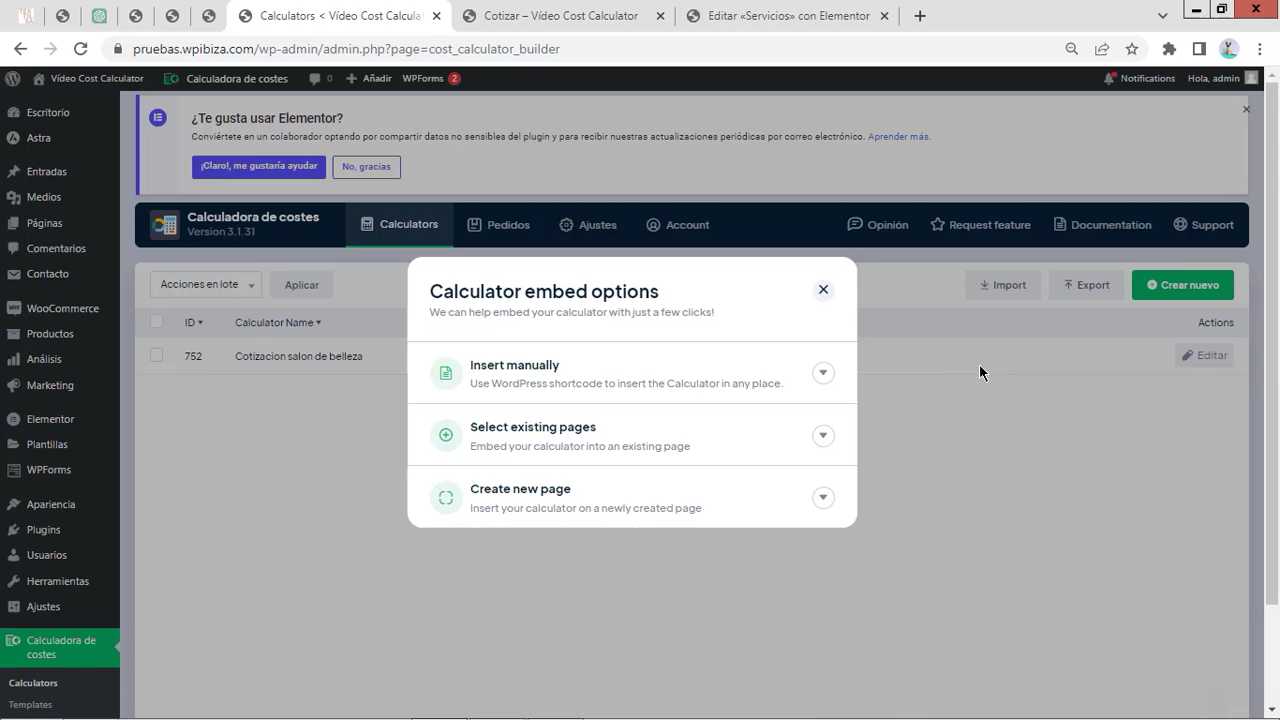 Calculators < Vídeo Cost Calcula
Cotizar – Vídeo Cost Calculator
Editar «Servicios» con Elementor
pruebas.wpibiza.com/wp-admin/admin.php?page=cost_calculator_builder
Vídeo Cost Calculator
Calculadora de costes
0
Añadir
WPForms 2
Notifications
Hola, admin
Escritorio
Astra
Entradas
Medios
Páginas
Comentarios
Contacto
WooCommerce
Productos
Análisis
Marketing
Elementor
Plantillas
WPForms
Apariencia
Plugins
Usuarios
Herramientas
Ajustes
Calculadora de
costes
Calculators
Templates
¿Te gusta usar Elementor?
Conviértete en un colaborador optando por compartir datos no sensibles del plugin y para recibir nuestras actualizaciones periódicas por correo electrónico. Aprender más.
¡Claro!, me gustaría ayudar
No, gracias
Calculadora de costes
Version 3.1.31
Calculators
Pedidos
Ajustes
Account
Opinión
Request feature
Documentation
Support
Acciones en lote
Aplicar
Import
Export
Crear nuevo
ID
Calculator Name
Actions
752
Cotizacion salon de belleza
Editar
Calculator embed options
We can help embed your calculator with just a few clicks!
Insert manually
Use WordPress shortcode to insert the Calculator in any place.
Select existing pages
Embed your calculator into an existing page
Create new page
Insert your calculator on a newly created page